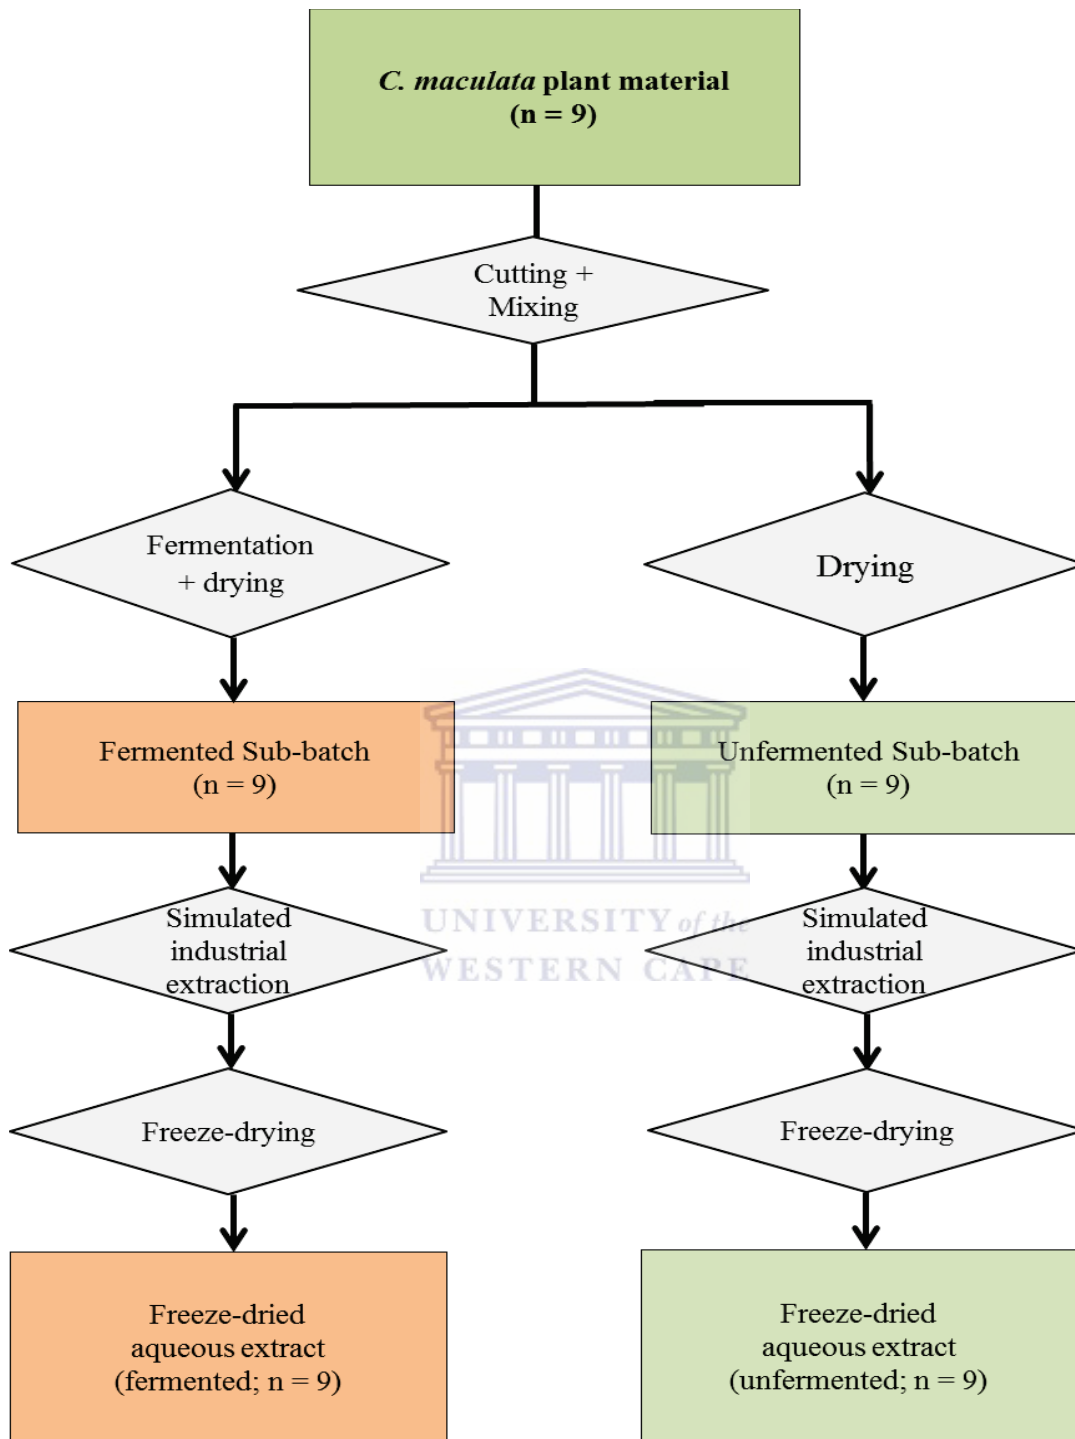 C. maculata plant material
(n = 9)
Cutting +
Mixing
Fermentation
+ drying
Drying
Fermented Sub-batch
(n = 9)
Unfermented Sub-batch
(n = 9)
Simulated
industrial
extraction
Simulated
industrial
extraction
UNIVERSITY of the
WESTERN CAPE
Freeze-drying
Freeze-drying
Freeze-dried
aqueous extract
(fermented; n = 9)
Freeze-dried
aqueous extract
(unfermented; n = 9)